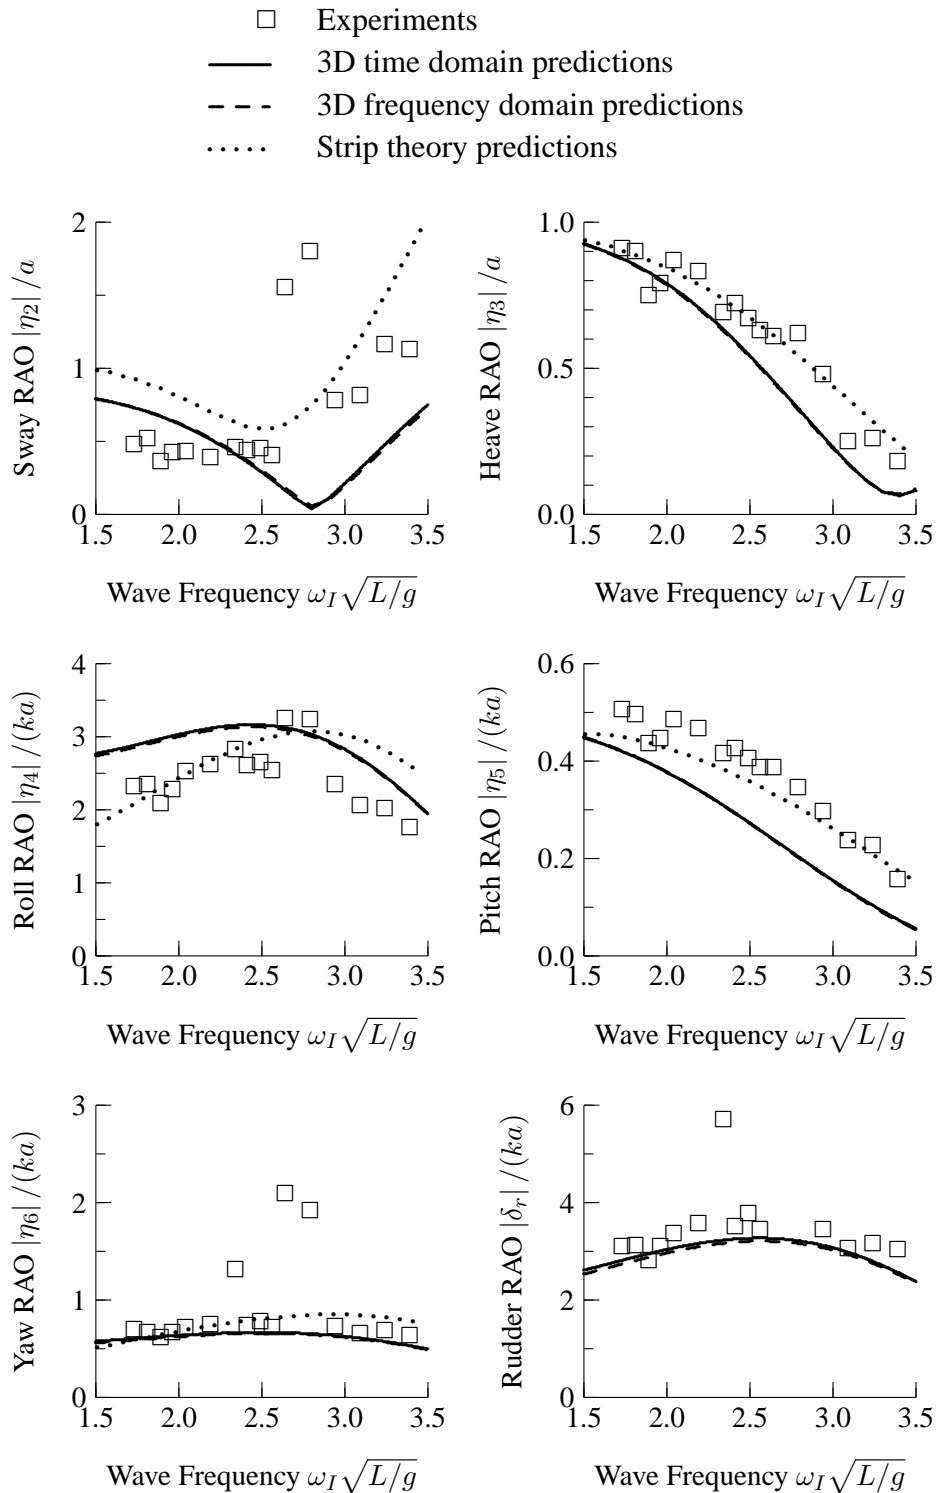 Experiments
3D time domain predictions
3D frequency domain predictions
Strip theory predictions
Sway RAO |η2| /a
2
1
0
1.5 2.0 2.5 3.0 3.5
Wave Frequency ωI√L/g
Heave RAO |η3| /a
1.0
0.5
0.0
1.5 2.0 2.5 3.0 3.5
Wave Frequency ωI√L/g
Roll RAO |η4| /(ka)
4
3
2
1
0
1.5 2.0 2.5 3.0 3.5
Wave Frequency ωI√L/g
Pitch RAO |η5| /(ka)
0.6
0.4
0.2
0.0
1.5 2.0 2.5 3.0 3.5
Wave Frequency ωI√L/g
Yaw RAO |η6| /(ka)
3
2
1
0
1.5 2.0 2.5 3.0 3.5
Wave Frequency ωI√L/g
Rudder RAO |δr| /(ka)
6
4
2
0
1.5 2.0 2.5 3.0 3.5
Wave Frequency ωI√L/g